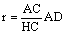 r = AC/HC AD